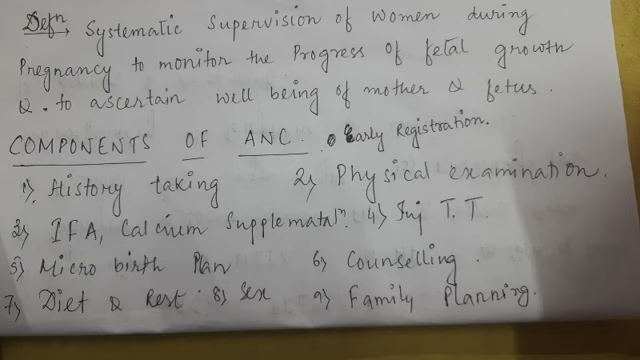 Defn → Systematic Supervision of Women during
Pregnancy to monitor the Progress of fetal growth
& . to ascertain well being of mother & fetus .
COMPONENTS OF ANC . Early Registration.
1) History taking 2) Physical examination.
3) IFA, Calcium Supplematn. 4) Inj T.T.
5) Micro birth Plan 6) Counselling .
7) Diet & Rest . 8) Sex 9) Family Planning.